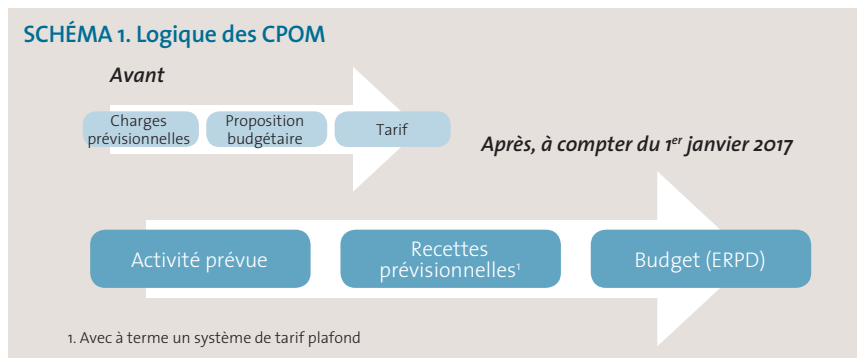 SCHÉMA 1. Logique des CPOM
Avant
Charges
prévisionnelles
Proposition
budgétaire
Tarif
Après, à compter du 1er janvier 2017
Activité prévue
Recettes
prévisionnelles¹
Budget (ERPD)
1. Avec à terme un système de tarif plafond